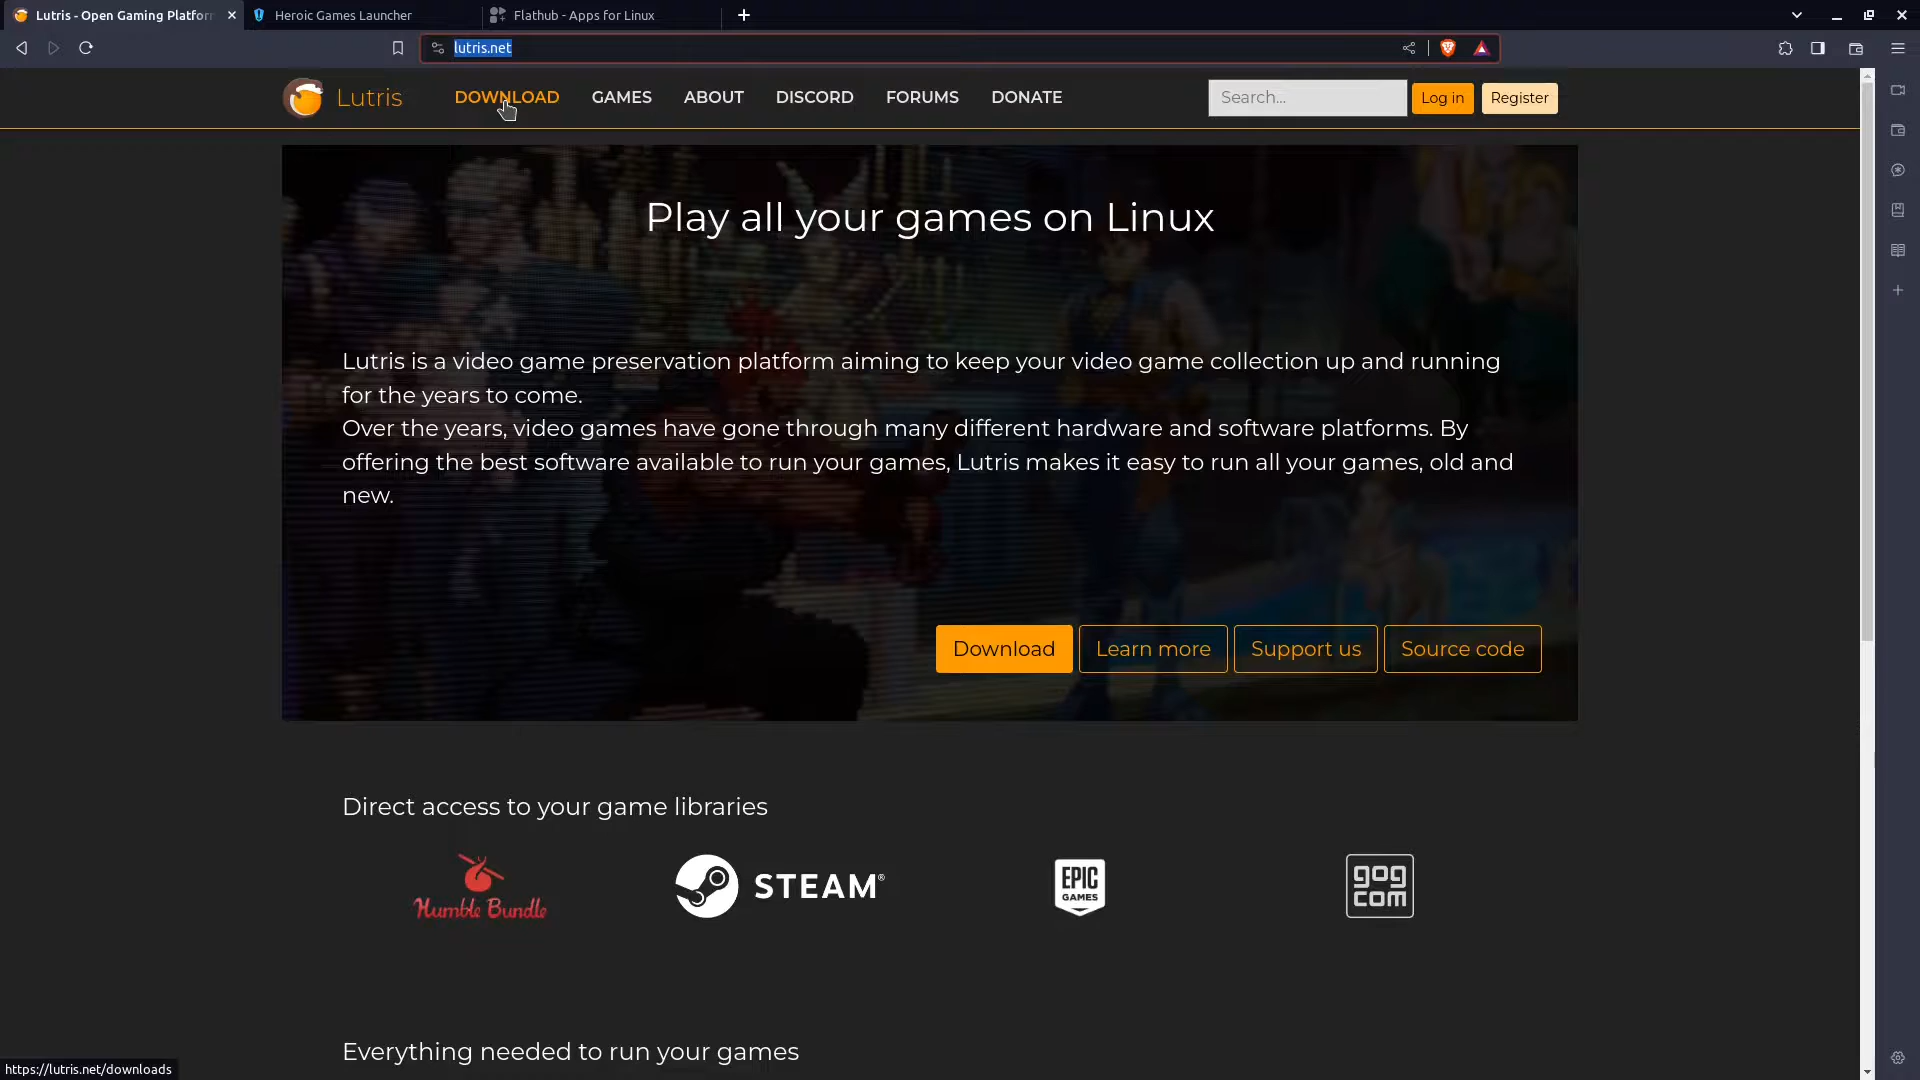 Lutris - Open Gaming Platfor
Heroic Games Launcher
Flathub - Apps for Linux
lutris.net
Lutris
DOWNLOAD
GAMES
ABOUT
DISCORD
FORUMS
DONATE
Search...
Log in
Register
Play all your games on Linux
Lutris is a video game preservation platform aiming to keep your video game collection up and running
for the years to come.
Over the years, video games have gone through many different hardware and software platforms. By
offering the best software available to run your games, Lutris makes it easy to run all your games, old and
new.
Download
Learn more
Support us
Source code
Direct access to your game libraries
Humble Bundle
STEAM®
EPIC
GAMES
gog
com
Everything needed to run your games
https://lutris.net/downloads